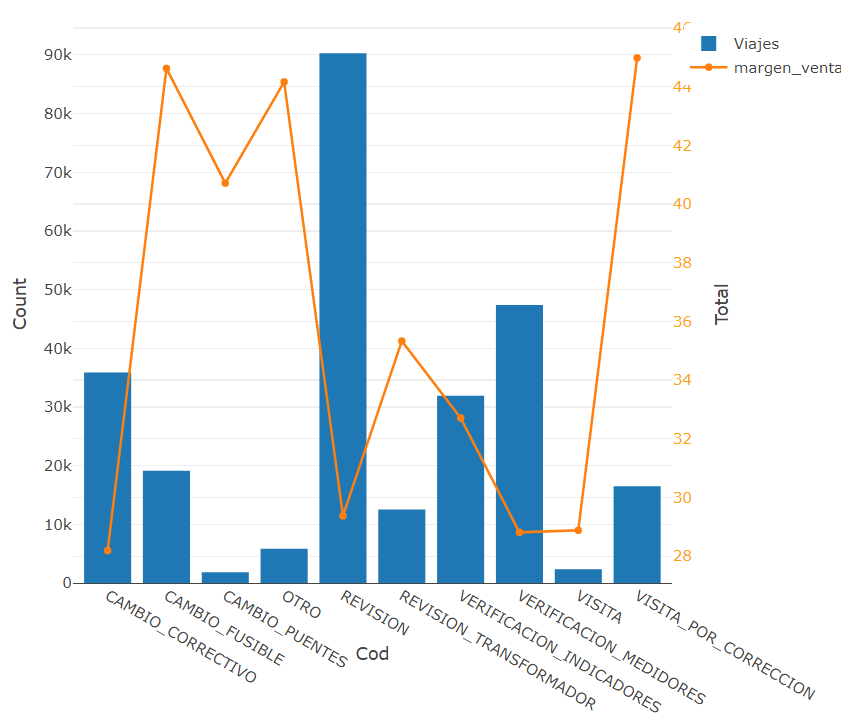 Viajes
margen_venta
Count
90k
80k
70k
60k
50k
40k
30k
20k
10k
0
44
42
40
38
36
34
32
30
28
Total
CAMBIO_CORRECTIVO
CAMBIO_FUSIBLE
CAMBIO_PUENTES
OTRO
REVISION
REVISION_TRANSFORMADOR
VERIFICACION_INDICADORES
VERIFICACION_MEDIDORES
VISITA
VISITA_POR_CORRECCION
Cod